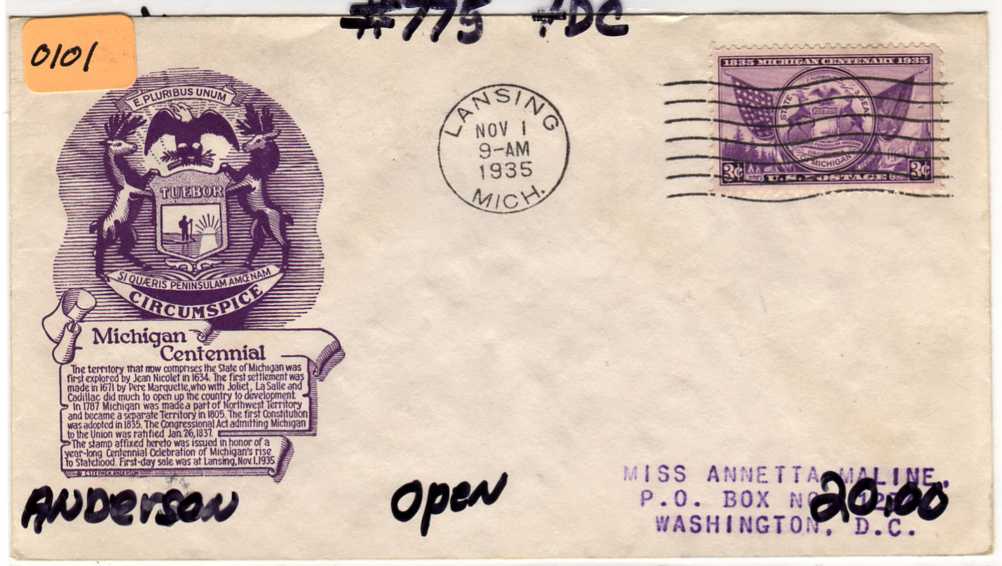 #775 FDC
0101
E PLURIBUS UNUM
TUEBOR
SI QUÆRIS PENINSULAM AMŒNAM
CIRCUMSPICE
Michigan
Centennial
The territory that now comprises the State of Michigan was
first explored by Jean Nicolet in 1634. The first settlement was
made in 1671 by Pere Marquette, who with Joliet, La Salle and
Cadillac did much to open up the country to development.
In 1787 Michigan was made a part of Northwest Territory
and became a separate Territory in 1805. The first Constitution
was adopted in 1835. The Congressional Act admitting Michigan
to the Union was ratified Jan. 26, 1837.
The stamp affixed hereto was issued in honor of a
year-long Centennial Celebration of Michigan's rise
to Statehood. First-day sale was at Lansing, Nov. 1, 1935
LANSING
NOV 1
9-AM
1935
MICH.
1835 MICHIGAN CENTENARY 1935
STATE SEAL
OF MICHIGAN
3¢ U.S. POSTAGE 3¢
ANDERSON
OPEN
20.00
MISS ANNETTA MALINE.
P.O. BOX
WASHINGTON, D.C.